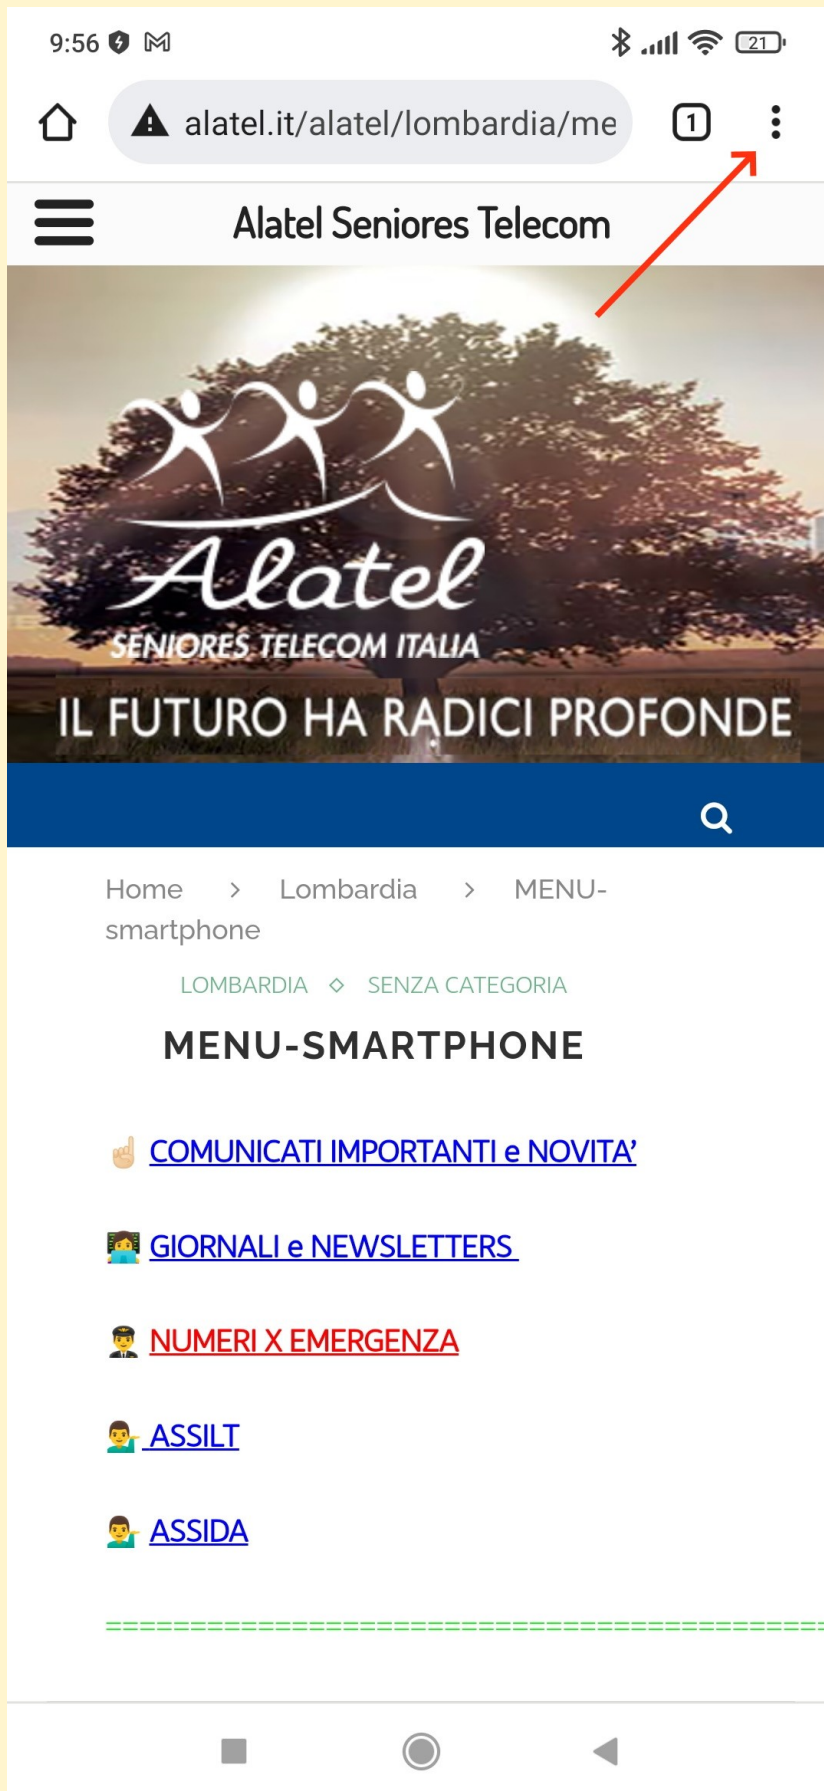 9:56
21
alatel.it/alatel/lombardia/me
1
Alatel Seniores Telecom
Alatel
SENIORES TELECOM ITALIA
IL FUTURO HA RADICI PROFONDE
Home > Lombardia > MENU-
smartphone
LOMBARDIA ◇ SENZA CATEGORIA
MENU-SMARTPHONE
☝🏻 COMUNICATI IMPORTANTI e NOVITA’
👩‍💻 GIORNALI e NEWSLETTERS
👨‍✈️ NUMERI X EMERGENZA
💁‍♂️ ASSILT
💁‍♂️ ASSIDA
===========================================